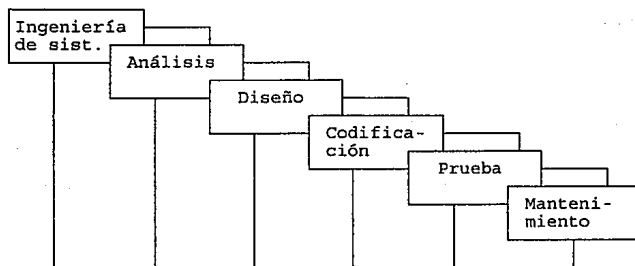 Ingeniería
de sist.
Análisis
Diseño
Codifica-
ción
Prueba
Manteni-
miento